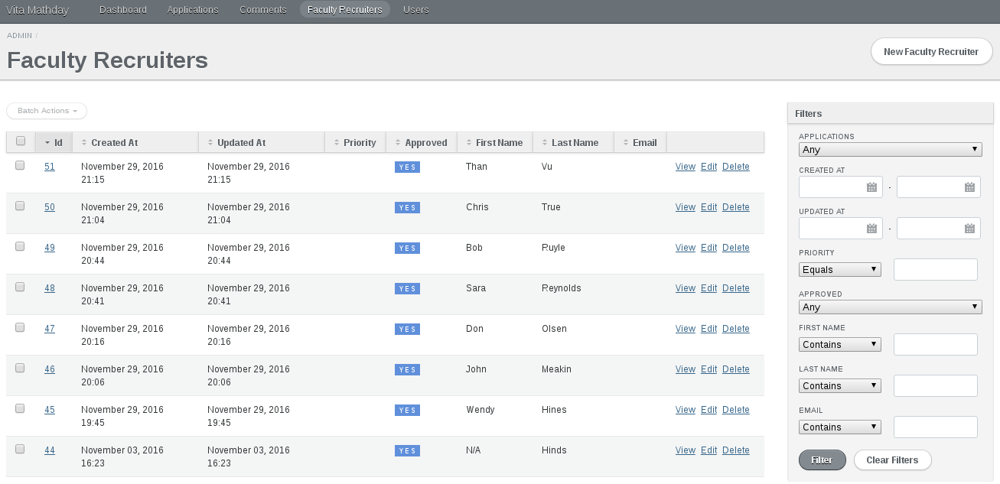 Vita Mathday Dashboard Applications Comments Faculty Recruiters Users
ADMIN /
Faculty Recruiters
New Faculty Recruiter
Batch Actions
Id Created At Updated At Priority Approved First Name Last Name Email
51 November 29, 2016 21:15 November 29, 2016 21:15 YES Than Vu View Edit Delete
50 November 29, 2016 21:04 November 29, 2016 21:04 YES Chris True View Edit Delete
49 November 29, 2016 20:44 November 29, 2016 20:44 YES Bob Ruyle View Edit Delete
48 November 29, 2016 20:41 November 29, 2016 20:41 YES Sara Reynolds View Edit Delete
47 November 29, 2016 20:16 November 29, 2016 20:16 YES Don Olsen View Edit Delete
46 November 29, 2016 20:06 November 29, 2016 20:06 YES John Meakin View Edit Delete
45 November 29, 2016 19:45 November 29, 2016 19:45 YES Wendy Hines View Edit Delete
44 November 03, 2016 16:23 November 03, 2016 16:23 YES N/A Hinds View Edit Delete
Filters
APPLICATIONS
Any
CREATED AT
-
UPDATED AT
-
PRIORITY
Equals
APPROVED
Any
FIRST NAME
Contains
LAST NAME
Contains
EMAIL
Contains
Filter Clear Filters